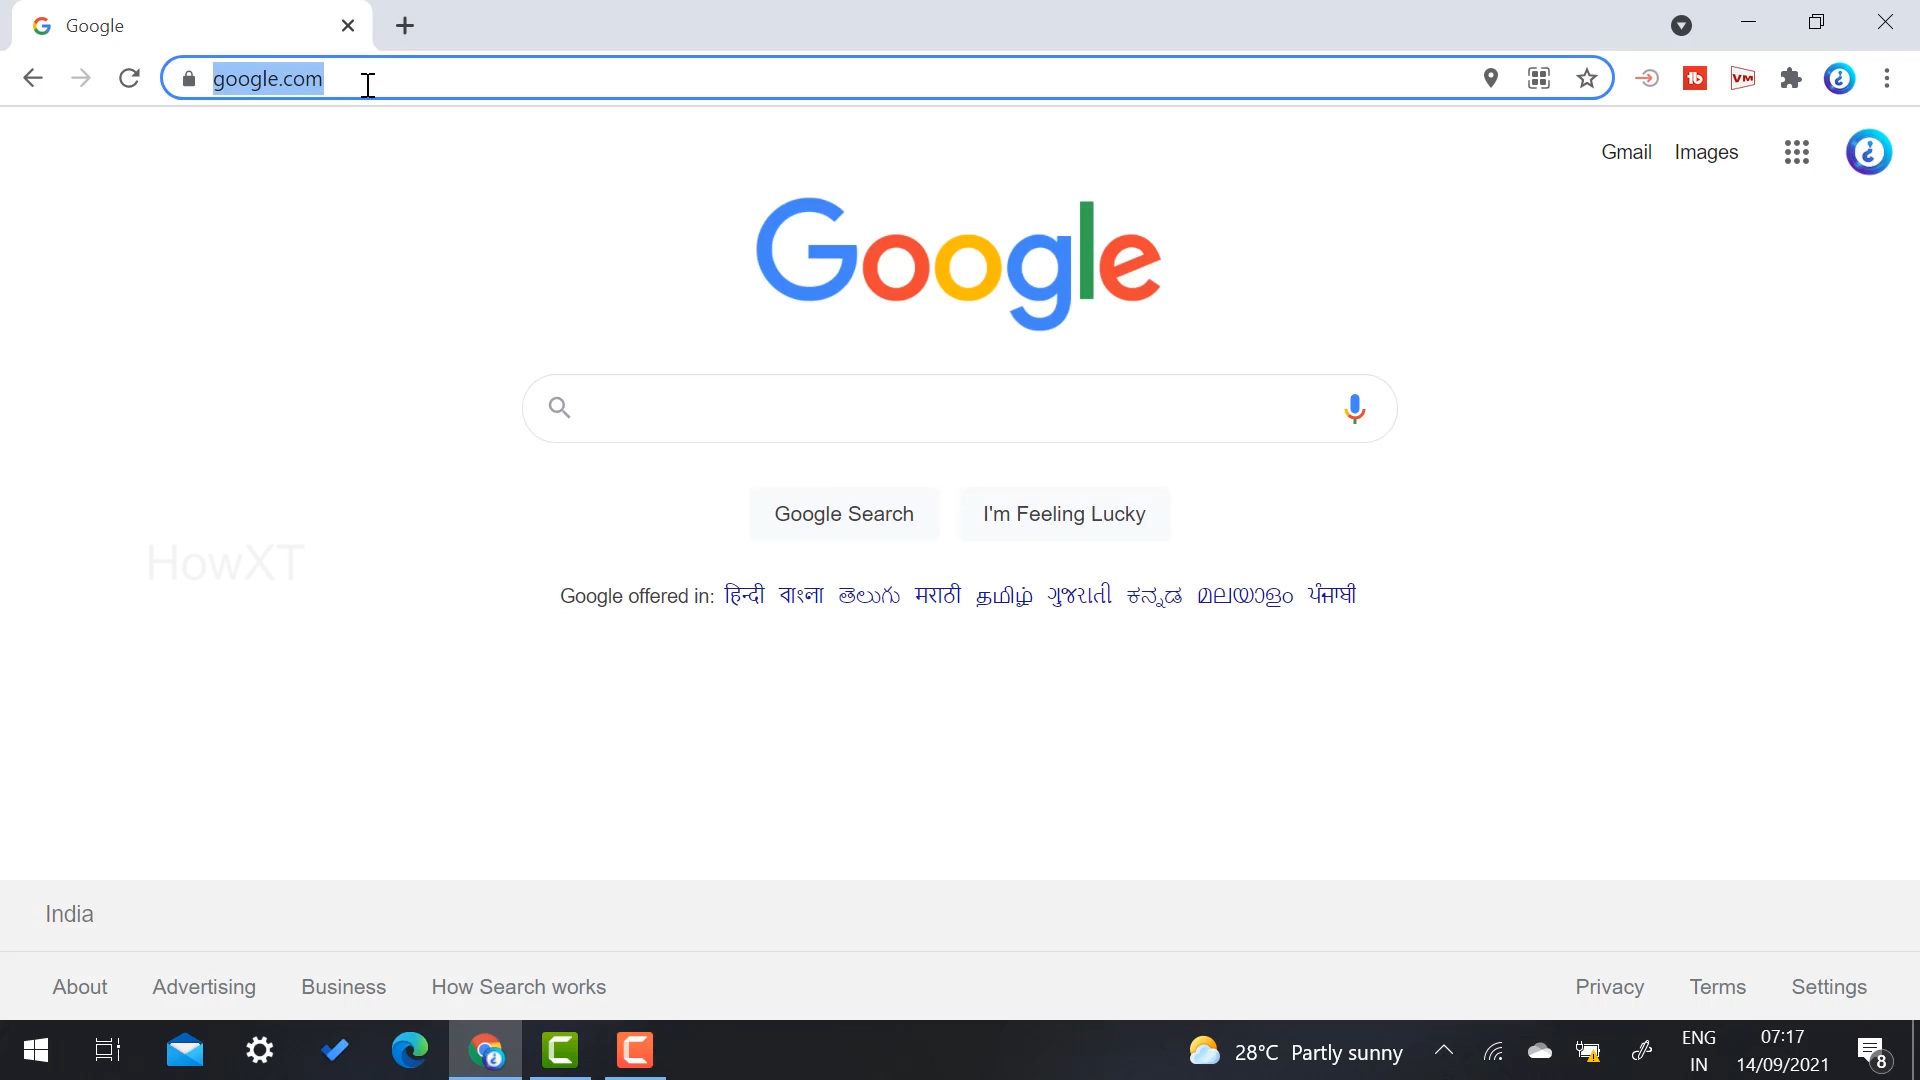 Google
google.com
Gmail Images
Google
Google Search I'm Feeling Lucky
HowXT
Google offered in: हिन्दी বাংলা తెలుగు मराठी தமிழ் ગુજરાતી ಕನ್ನಡ മലയാളം ਪੰਜਾਬੀ
India
About Advertising Business How Search works Privacy Terms Settings
28°C Partly sunny ENG 07:17
IN 14/09/2021 8